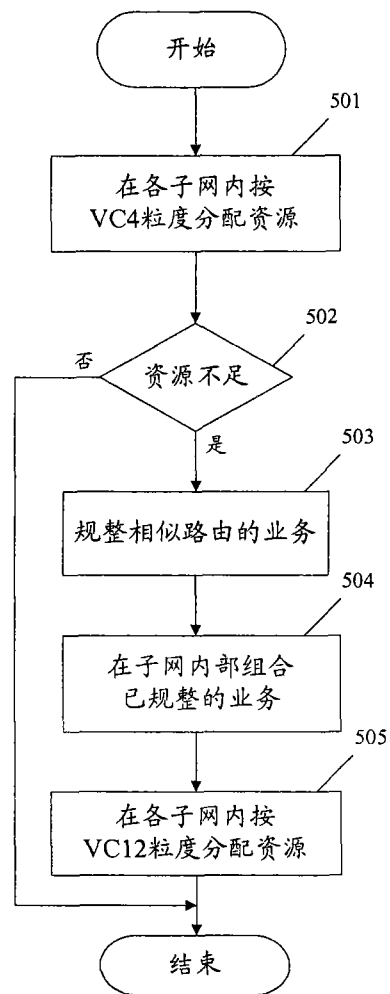 开始
501
在各子网内按
VC4粒度分配资源
502
否
资源不足
是
503
规整相似路由的业务
504
在子网内部组合
已规整的业务
505
在各子网内按
VC12粒度分配资源
结束